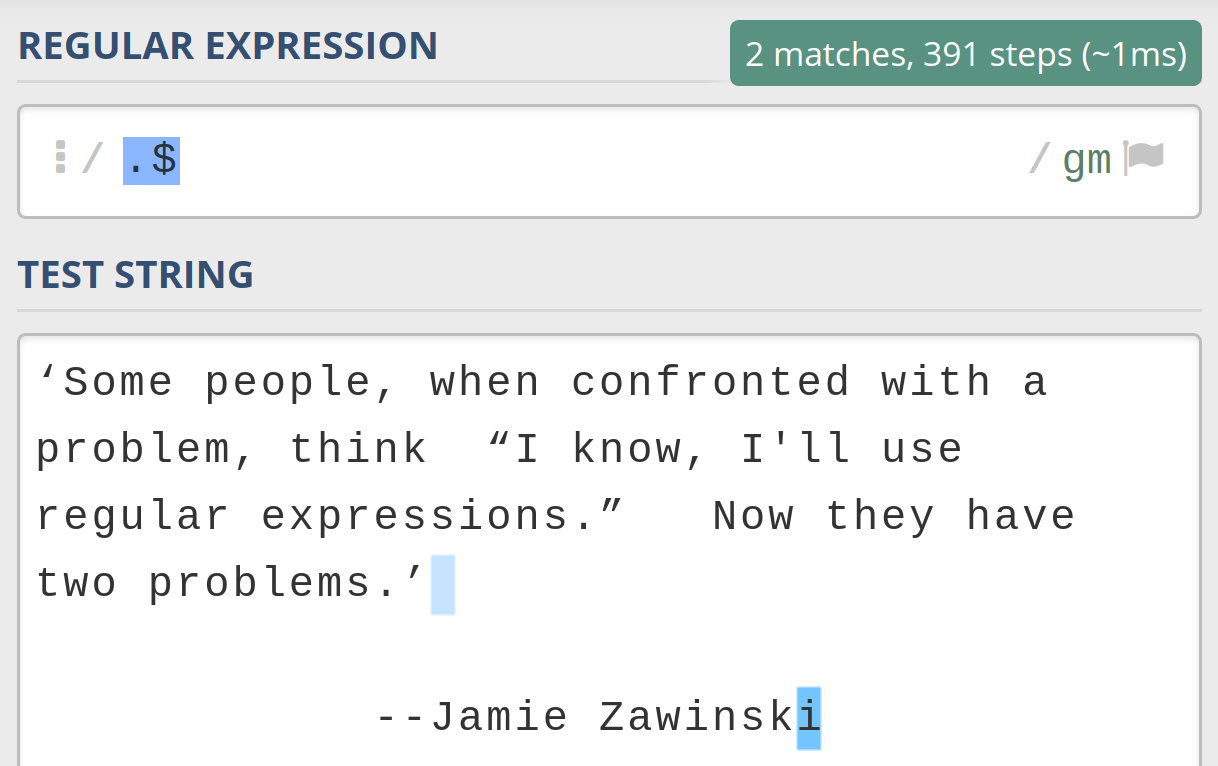 REGULAR EXPRESSION
2 matches, 391 steps (~1ms)
/ .$ / gm
TEST STRING
‘Some people, when confronted with a
problem, think  “I know, I'll use
regular expressions.”   Now they have
two problems.’
--Jamie Zawinski